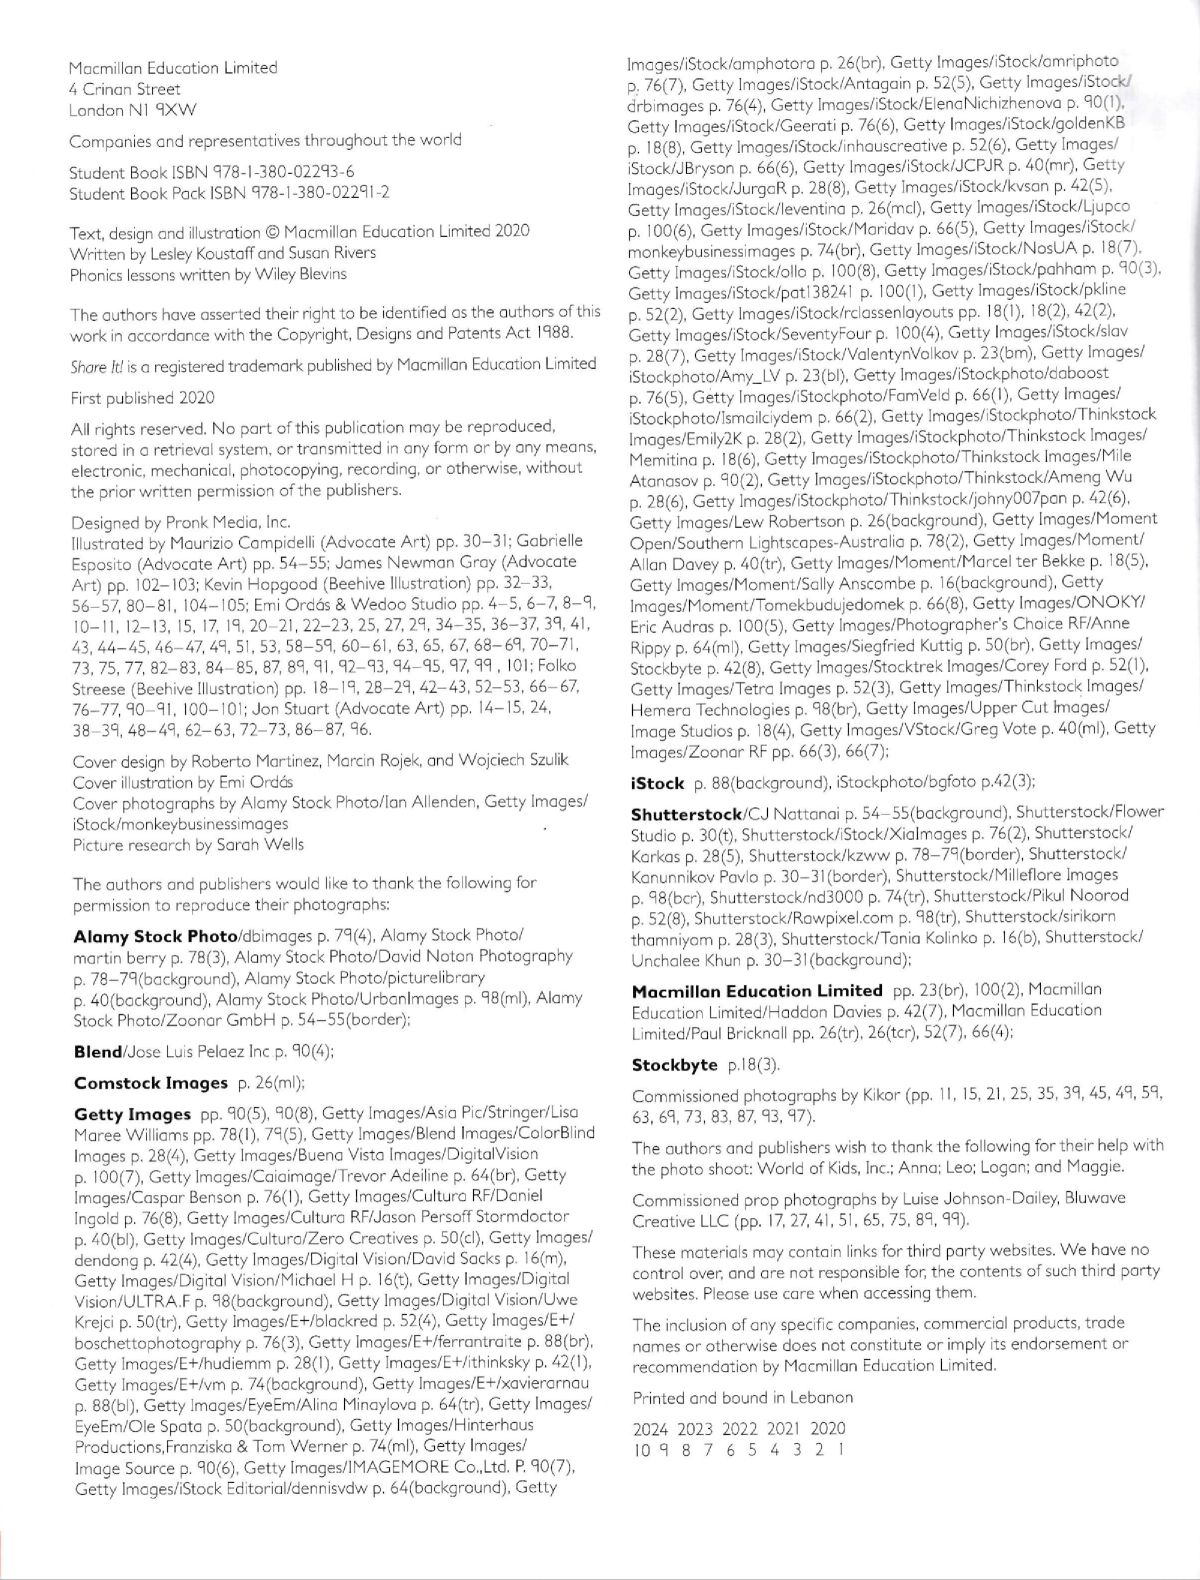 Macmillan Education Limited
4 Crinan Street
London N1 9XW
Companies and representatives throughout the world
Student Book ISBN 978-1-380-02293-6
Student Book Pack ISBN 978-1-380-02291-2
Text, design and illustration © Macmillan Education Limited 2020
Written by Lesley Koustaff and Susan Rivers
Phonics lessons written by Wiley Blevins
The authors have asserted their right to be identified as the authors of this
work in accordance with the Copyright, Designs and Patents Act 1988.
Share It! is a registered trademark published by Macmillan Education Limited
First published 2020
All rights reserved. No part of this publication may be reproduced,
stored in a retrieval system, or transmitted in any form or by any means,
electronic, mechanical, photocopying, recording, or otherwise, without
the prior written permission of the publishers.
Designed by Pronk Media, Inc.
Illustrated by Maurizio Campidelli (Advocate Art) pp. 30–31; Gabrielle
Esposito (Advocate Art) pp. 54–55; James Newman Gray (Advocate
Art) pp. 102–103; Kevin Hopgood (Beehive Illustration) pp. 32–33,
56–57, 80–81, 104–105; Emi Ordás & Wedoo Studio pp. 4–5, 6–7, 8–9,
10–11, 12–13, 15, 17, 19, 20–21, 22–23, 25, 27, 29, 34–35, 36–37, 39, 41,
43, 44–45, 46–47, 49, 51, 53, 58–59, 60–61, 63, 65, 67, 68–69, 70–71,
73, 75, 77, 82–83, 84–85, 87, 89, 91, 92–93, 94–95, 97, 99 , 101; Folko
Streese (Beehive Illustration) pp. 18–19, 28–29, 42–43, 52–53, 66–67,
76–77, 90–91, 100–101; Jon Stuart (Advocate Art) pp. 14–15, 24,
38–39, 48–49, 62–63, 72–73, 86–87, 96.
Cover design by Roberto Martinez, Marcin Rojek, and Wojciech Szulik
Cover illustration by Emi Ordás
Cover photographs by Alamy Stock Photo/Ian Allenden, Getty Images/
iStock/monkeybusinessimages
Picture research by Sarah Wells
The authors and publishers would like to thank the following for
permission to reproduce their photographs:
Alamy Stock Photo/dbimages p. 79(4), Alamy Stock Photo/
martin berry p. 78(3), Alamy Stock Photo/David Noton Photography
p. 78–79(background), Alamy Stock Photo/picturelibrary
p. 40(background), Alamy Stock Photo/UrbanImages p. 98(ml), Alamy
Stock Photo/Zoonar GmbH p. 54–55(border);
Blend/Jose Luis Pelaez Inc p. 90(4);
Comstock Images p. 26(ml);
Getty Images pp. 90(5), 90(8), Getty Images/Asia Pic/Stringer/Lisa
Maree Williams pp. 78(1), 79(5), Getty Images/Blend Images/ColorBlind
Images p. 28(4), Getty Images/Buena Vista Images/DigitalVision
p. 100(7), Getty Images/Caiaimage/Trevor Adeiline p. 64(br), Getty
Images/Caspar Benson p. 76(1), Getty Images/Cultura RF/Daniel
Ingold p. 76(8), Getty Images/Cultura RF/Jason Persoff Stormdoctor
p. 40(bl), Getty Images/Cultura/Zero Creatives p. 50(cl), Getty Images/
dendong p. 42(4), Getty Images/Digital Vision/David Sacks p. 16(m),
Getty Images/Digital Vision/Michael H p. 16(t), Getty Images/Digital
Vision/ULTRA.F p. 98(background), Getty Images/Digital Vision/Uwe
Krejci p. 50(tr), Getty Images/E+/blackred p. 52(4), Getty Images/E+/
boschettophotography p. 76(3), Getty Images/E+/ferrantraite p. 88(br),
Getty Images/E+/hudiemm p. 28(1), Getty Images/E+/ithinksky p. 42(1),
Getty Images/E+/vm p. 74(background), Getty Images/E+/xavierarnau
p. 88(bl), Getty Images/EyeEm/Alina Minaylova p. 64(tr), Getty Images/
EyeEm/Ole Spata p. 50(background), Getty Images/Hinterhaus
Productions,Franziska & Tom Werner p. 74(ml), Getty Images/
Image Source p. 90(6), Getty Images/IMAGEMORE Co.,Ltd. P. 90(7),
Getty Images/iStock Editorial/dennisvdw p. 64(background), Getty
Images/iStock/amphotora p. 26(br), Getty Images/iStock/amriphoto
p. 76(7), Getty Images/iStock/Antagain p. 52(5), Getty Images/iStock/
drbimages p. 76(4), Getty Images/iStock/ElenaNichizhenova p. 90(1),
Getty Images/iStock/Geerati p. 76(6), Getty Images/iStock/goldenKB
p. 18(8), Getty Images/iStock/inhauscreative p. 52(6), Getty Images/
iStock/JBryson p. 66(6), Getty Images/iStock/JCPJR p. 40(mr), Getty
Images/iStock/JurgaR p. 28(8), Getty Images/iStock/kvsan p. 42(5),
Getty Images/iStock/leventina p. 26(mcl), Getty Images/iStock/Ljupco
p. 100(6), Getty Images/iStock/Maridav p. 66(5), Getty Images/iStock/
monkeybusinessimages p. 74(br), Getty Images/iStock/NosUA p. 18(7),
Getty Images/iStock/ollo p. 100(8), Getty Images/iStock/pahham p. 90(3),
Getty Images/iStock/pat138241 p. 100(1), Getty Images/iStock/pkline
p. 52(2), Getty Images/iStock/rclassenlayouts pp. 18(1), 18(2), 42(2),
Getty Images/iStock/SeventyFour p. 100(4), Getty Images/iStock/slav
p. 28(7), Getty Images/iStock/ValentynVolkov p. 23(bm), Getty Images/
iStockphoto/Amy_LV p. 23(bl), Getty Images/iStockphoto/daboost
p. 76(5), Getty Images/iStockphoto/FamVeld p. 66(1), Getty Images/
iStockphoto/Ismailciydem p. 66(2), Getty Images/iStockphoto/Thinkstock
Images/Emily2K p. 28(2), Getty Images/iStockphoto/Thinkstock Images/
Memitina p. 18(6), Getty Images/iStockphoto/Thinkstock Images/Mile
Atanasov p. 90(2), Getty Images/iStockphoto/Thinkstock/Ameng Wu
p. 28(6), Getty Images/iStockphoto/Thinkstock/johny007pan p. 42(6),
Getty Images/Lew Robertson p. 26(background), Getty Images/Moment
Open/Southern Lightscapes-Australia p. 78(2), Getty Images/Moment/
Allan Davey p. 40(tr), Getty Images/Moment/Marcel ter Bekke p. 18(5),
Getty Images/Moment/Sally Anscombe p. 16(background), Getty
Images/Moment/Tomekbudujedomek p. 66(8), Getty Images/ONOKY/
Eric Audras p. 100(5), Getty Images/Photographer's Choice RF/Anne
Rippy p. 64(ml), Getty Images/Siegfried Kuttig p. 50(br), Getty Images/
Stockbyte p. 42(8), Getty Images/Stocktrek Images/Corey Ford p. 52(1),
Getty Images/Tetra Images p. 52(3), Getty Images/Thinkstock Images/
Hemera Technologies p. 98(br), Getty Images/Upper Cut Images/
Image Studios p. 18(4), Getty Images/VStock/Greg Vote p. 40(ml), Getty
Images/Zoonar RF pp. 66(3), 66(7);
iStock p. 88(background), iStockphoto/bgfoto p.42(3);
Shutterstock/CJ Nattanai p. 54–55(background), Shutterstock/Flower
Studio p. 30(t), Shutterstock/iStock/XiaImages p. 76(2), Shutterstock/
Karkas p. 28(5), Shutterstock/kzww p. 78–79(border), Shutterstock/
Kanunnikov Pavlo p. 30–31(border), Shutterstock/Milleflore Images
p. 98(bcr), Shutterstock/nd3000 p. 74(tr), Shutterstock/Pikul Noorod
p. 52(8), Shutterstock/Rawpixel.com p. 98(tr), Shutterstock/sirikorn
thamniyom p. 28(3), Shutterstock/Tania Kolinko p. 16(b), Shutterstock/
Unchalee Khun p. 30–31(background);
Macmillan Education Limited pp. 23(br), 100(2), Macmillan
Education Limited/Haddon Davies p. 42(7), Macmillan Education
Limited/Paul Bricknall pp. 26(tr), 26(tcr), 52(7), 66(4);
Stockbyte p.18(3).
Commissioned photographs by Kikor (pp. 11, 15, 21, 25, 35, 39, 45, 49, 59,
63, 69, 73, 83, 87, 93, 97).
The authors and publishers wish to thank the following for their help with
the photo shoot: World of Kids, Inc.; Anna; Leo; Logan; and Maggie.
Commissioned prop photographs by Luise Johnson-Dailey, Bluwave
Creative LLC (pp. 17, 27, 41, 51, 65, 75, 89, 99).
These materials may contain links for third party websites. We have no
control over, and are not responsible for, the contents of such third party
websites. Please use care when accessing them.
The inclusion of any specific companies, commercial products, trade
names or otherwise does not constitute or imply its endorsement or
recommendation by Macmillan Education Limited.
Printed and bound in Lebanon
2024 2023 2022 2021 2020
10 9 8 7 6 5 4 3 2 1